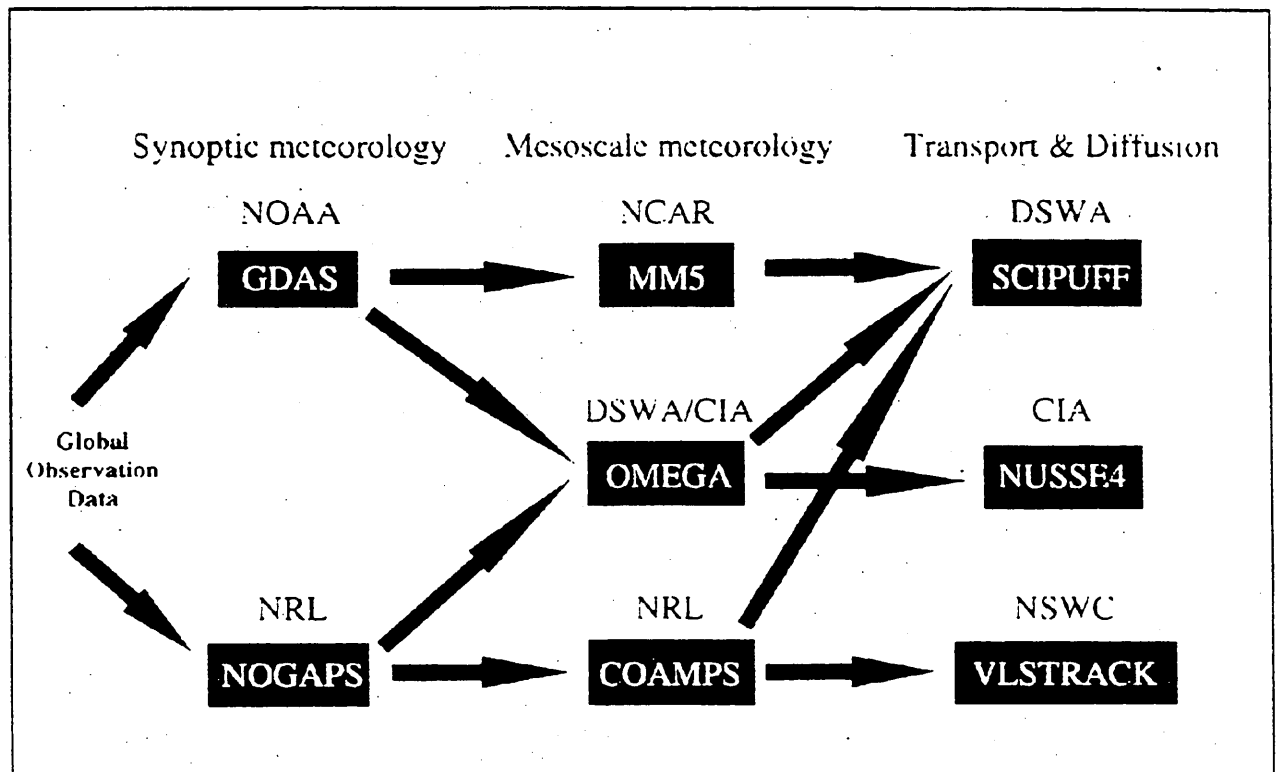 Synoptic meteorology Mesoscale meteorology Transport & Diffusion
NOAA NCAR DSWA
GDAS MM5 SCIPUFF
DSWA/CIA CIA
Global
Observation
Data
OMEGA NUSSE4
NRL NRL NSWC
NOGAPS COAMPS VLSTRACK